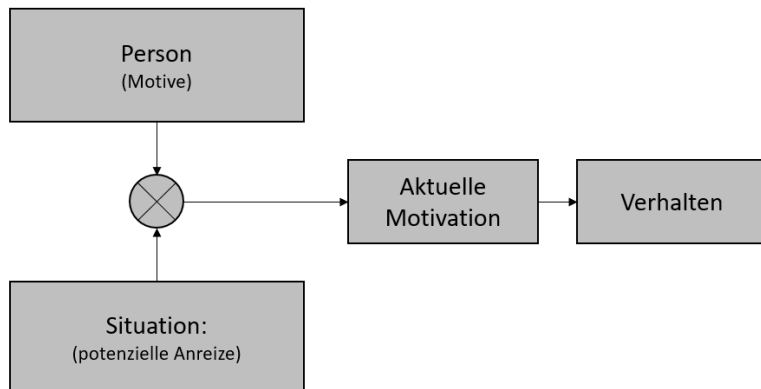 Person
(Motive)
Aktuelle
Motivation
Verhalten
Situation:
(potenzielle Anreize)